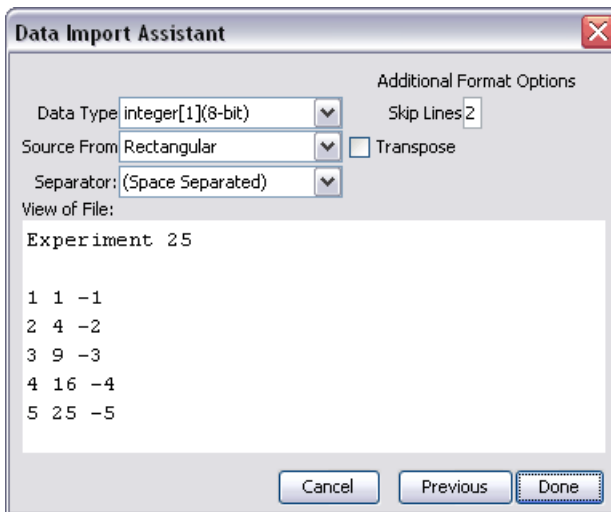 Data Import Assistant
Additional Format Options
Data Type integer[1](8-bit) Skip Lines 2
Source From Rectangular Transpose
Separator: (Space Separated)
View of File:
Experiment 25
1 1 -1
2 4 -2
3 9 -3
4 16 -4
5 25 -5
Cancel Previous Done